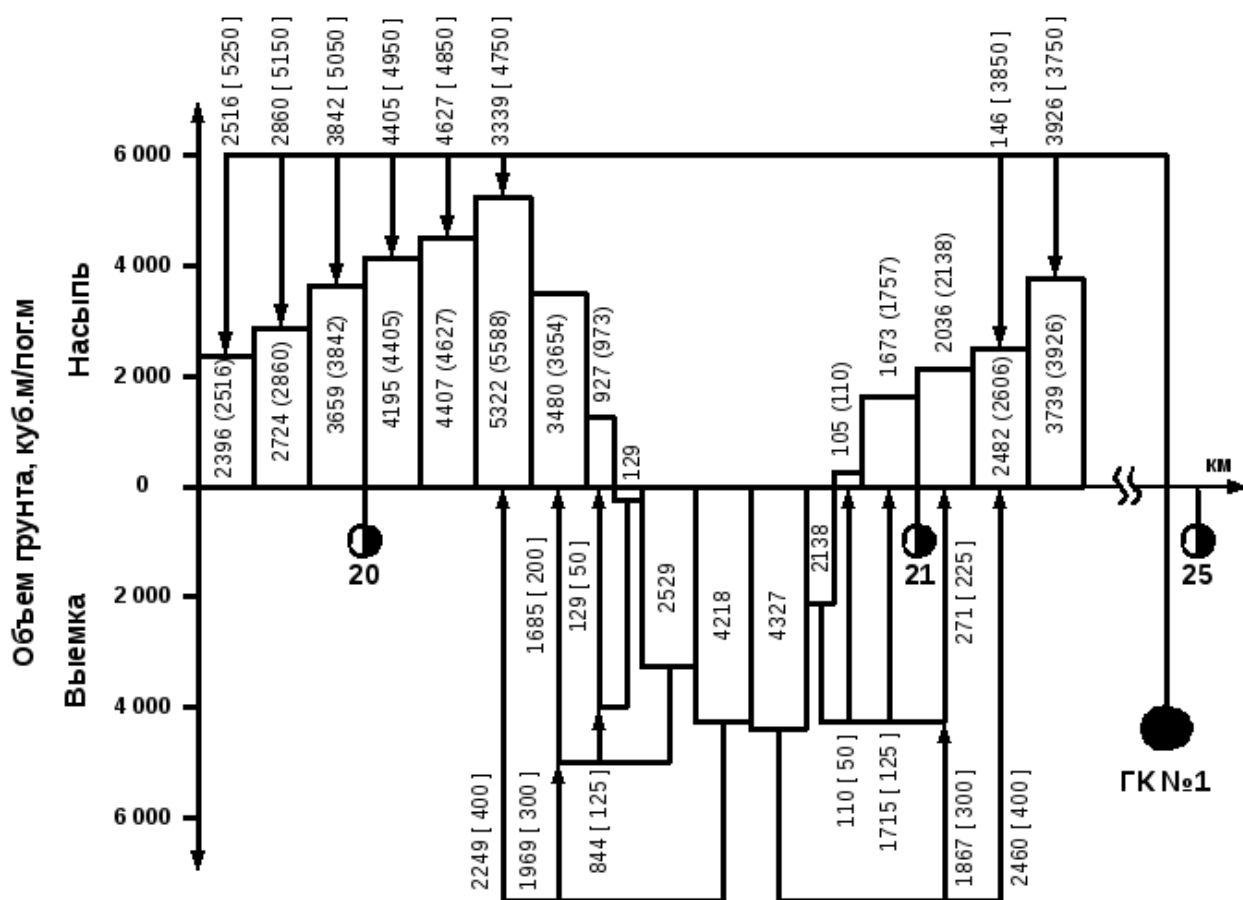 2516 [ 5250]
2860 [ 5150]
3842 [ 5050]
4405 [ 4950]
4627 [ 4850]
3339 [ 4750]
146 [ 3850]
3926 [ 3750]
Объем грунта, куб.м/пог.м
Насыпь
Выемка
6 000
4 000
2 000
0
2 000
4 000
6 000
2396 (2516)
2724 (2860)
3659 (3842)
4195 (4405)
4407 (4627)
5322 (5588)
3480 (3654)
927 (973)
129
2529
4218
4327
2138
105 (110)
1673 (1757)
2036 (2138)
2482 (2606)
3739 (3926)
км
20
21
25
1685 [ 200 ]
129 [ 50 ]
271 [ 225 ]
2249 [ 400 ]
1969 [ 300 ]
844 [ 125 ]
110 [ 50 ]
1715 [ 125 ]
1867 [ 300 ]
2460 [ 400 ]
ГК №1